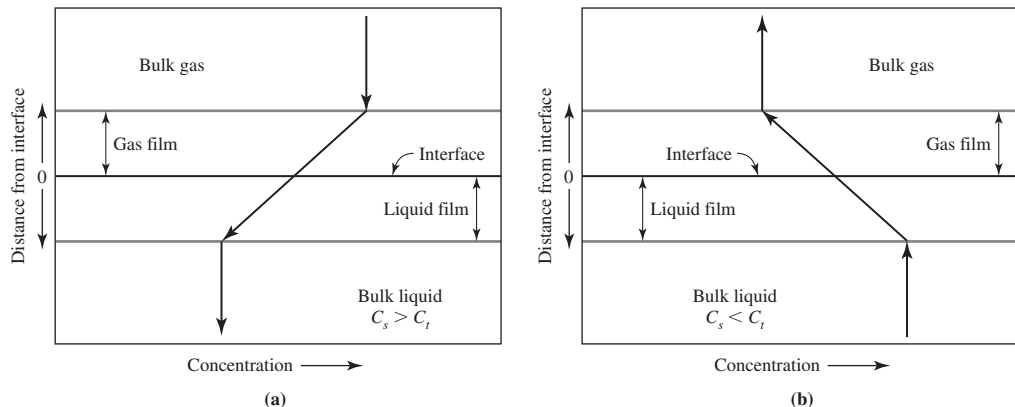 Bulk gas
Distance from interface
0
Gas film
Interface
Liquid film
Bulk liquid
C_s > C_t
Concentration
(a)
Bulk gas
Distance from interface
0
Gas film
Interface
Liquid film
Bulk liquid
C_s < C_t
Concentration
(b)